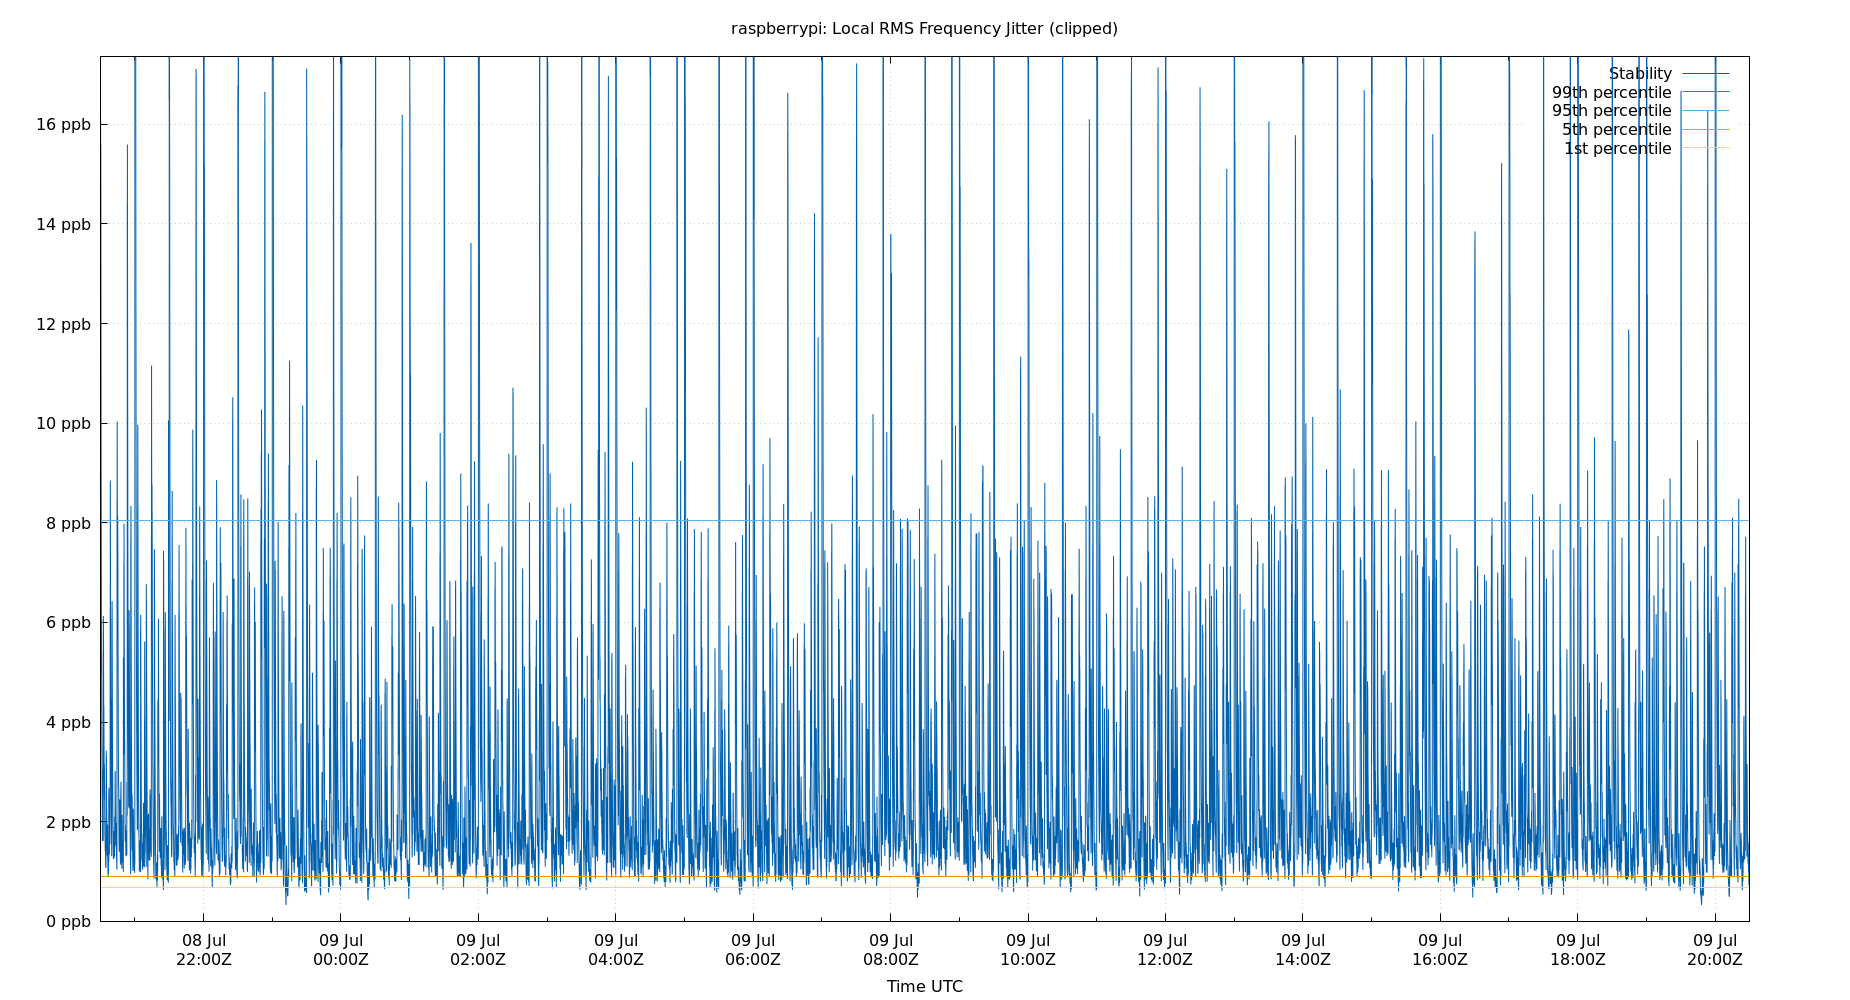 raspberrypi: Local RMS Frequency Jitter (clipped)
Stability
99th percentile
95th percentile
5th percentile
1st percentile
16 ppb
14 ppb
12 ppb
10 ppb
8 ppb
6 ppb
4 ppb
2 ppb
0 ppb
08 Jul 09 Jul 09 Jul 09 Jul 09 Jul 09 Jul 09 Jul 09 Jul 09 Jul 09 Jul 09 Jul 09 Jul
22:00Z 00:00Z 02:00Z 04:00Z 06:00Z 08:00Z 10:00Z 12:00Z 14:00Z 16:00Z 18:00Z 20:00Z
Time UTC